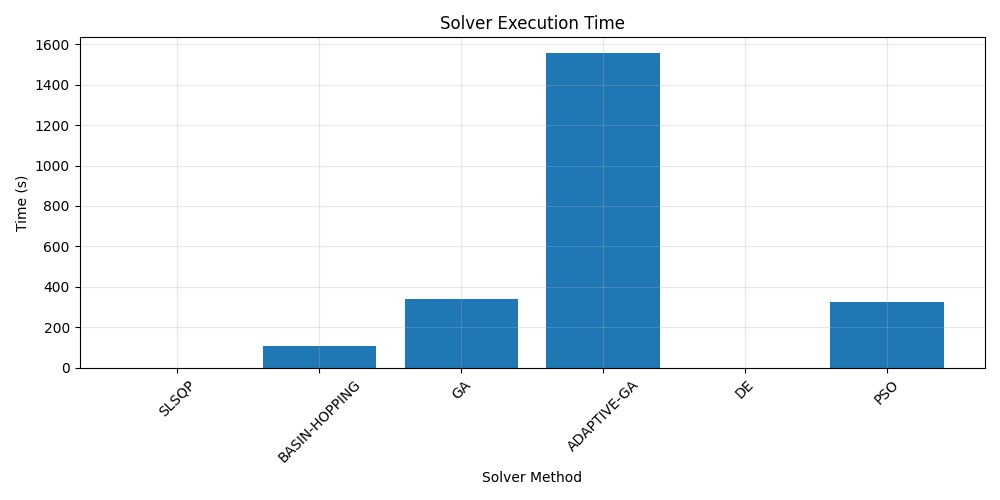 Solver Execution Time
Time (s)
1600
1400
1200
1000
800
600
400
200
0
SLSQP
BASIN-HOPPING
GA
ADAPTIVE-GA
DE
PSO
Solver Method